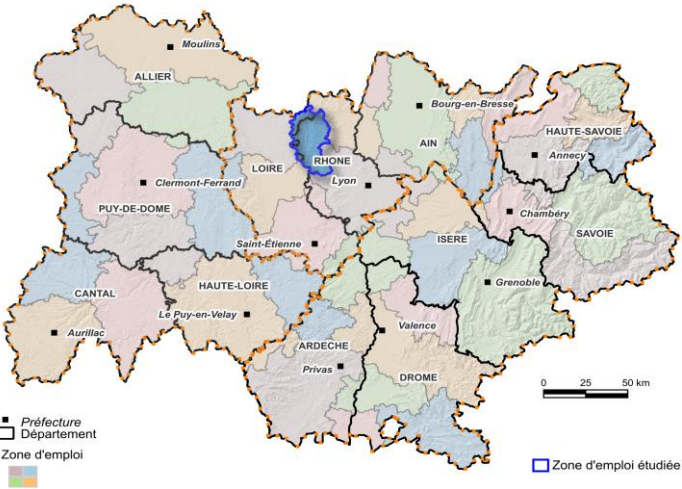 Moulins
ALLIER
Bourg-en-Bresse
AIN
HAUTE-SAVOIE
Annecy
LOIRE
RHONE
Lyon
Clermont-Ferrand
PUY-DE-DOME
Chambéry
SAVOIE
Saint-Étienne
ISERE
Grenoble
CANTAL
HAUTE-LOIRE
Le Puy-en-Velay
Aurillac
Valence
ARDECHE
Privas
DROME
0 25 50 km
Préfecture
Département
Zone d'emploi
Zone d'emploi étudiée